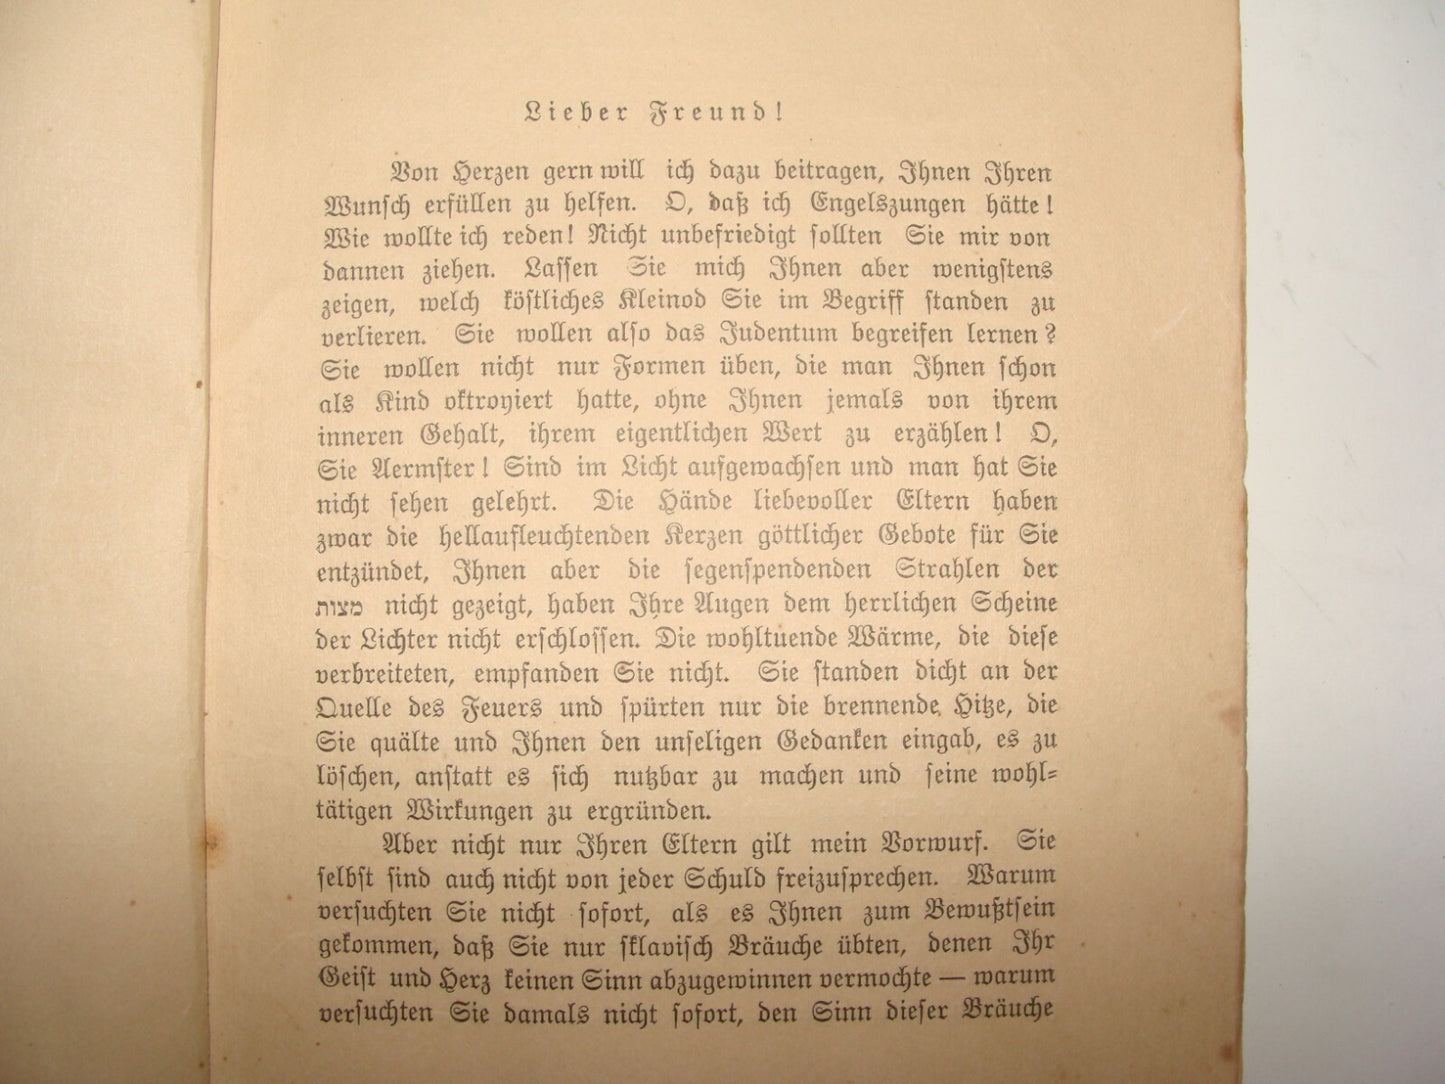 Lieber Freund!
Von Herzen gern will ich dazu beitragen, Ihnen Ihren
Wunsch erfüllen zu helfen. O, daß ich Engelszungen hätte!
Wie wollte ich reden! Nicht unbefriedigt sollten Sie mir von
dannen ziehen. Lassen Sie mich Ihnen aber wenigstens
zeigen, welch köstliches Kleinod Sie im Begriff standen zu
verlieren. Sie wollen also das Judentum begreifen lernen?
Sie wollen nicht nur Formen üben, die man Ihnen schon
als Kind oktroyiert hatte, ohne Ihnen jemals von ihrem
inneren Gehalt, ihrem eigentlichen Wert zu erzählen! O,
Sie Aermster! Sind im Licht aufgewachsen und man hat Sie
nicht sehen gelehrt. Die Hände liebevoller Eltern haben
zwar die hellaufleuchtenden Kerzen göttlicher Gebote für Sie
entzündet, Ihnen aber die segenspendenden Strahlen der
מצות nicht gezeigt, haben Ihre Augen dem herrlichen Scheine
der Lichter nicht erschlossen. Die wohltuende Wärme, die diese
verbreiteten, empfanden Sie nicht. Sie standen dicht an der
Quelle des Feuers und spürten nur die brennende Hitze, die
Sie quälte und Ihnen den unseligen Gedanken eingab, es zu
löschen, anstatt es sich nutzbar zu machen und seine wohl-
tätigen Wirkungen zu ergründen.
Aber nicht nur Ihren Eltern gilt mein Vorwurf. Sie
selbst sind auch nicht von jeder Schuld freizusprechen. Warum
versuchten Sie nicht sofort, als es Ihnen zum Bewußtsein
gekommen, daß Sie nur sklavisch Bräuche übten, denen Ihr
Geist und Herz keinen Sinn abzugewinnen vermochte — warum
versuchten Sie damals nicht sofort, den Sinn dieser Bräuche